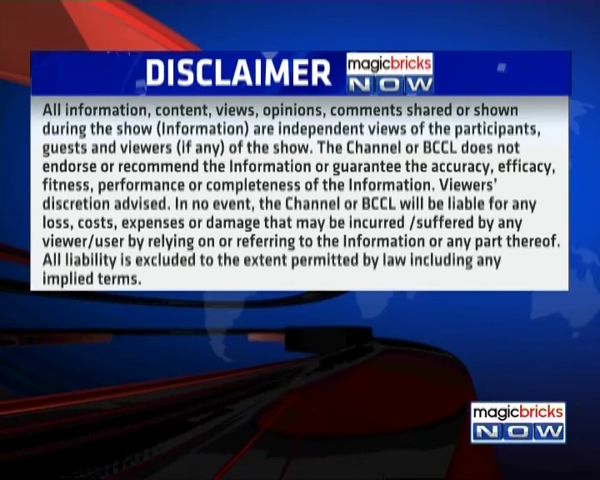 DISCLAIMER
magicbricks
NOW
All information, content, views, opinions, comments shared or shown
during the show (Information) are independent views of the participants,
guests and viewers (if any) of the show. The Channel or BCCL does not
endorse or recommend the Information or guarantee the accuracy, efficacy,
fitness, performance or completeness of the Information. Viewers'
discretion advised. In no event, the Channel or BCCL will be liable for any
loss, costs, expenses or damage that may be incurred /suffered by any
viewer/user by relying on or referring to the Information or any part thereof.
All liability is excluded to the extent permitted by law including any
implied terms.
magicbricks
NOW